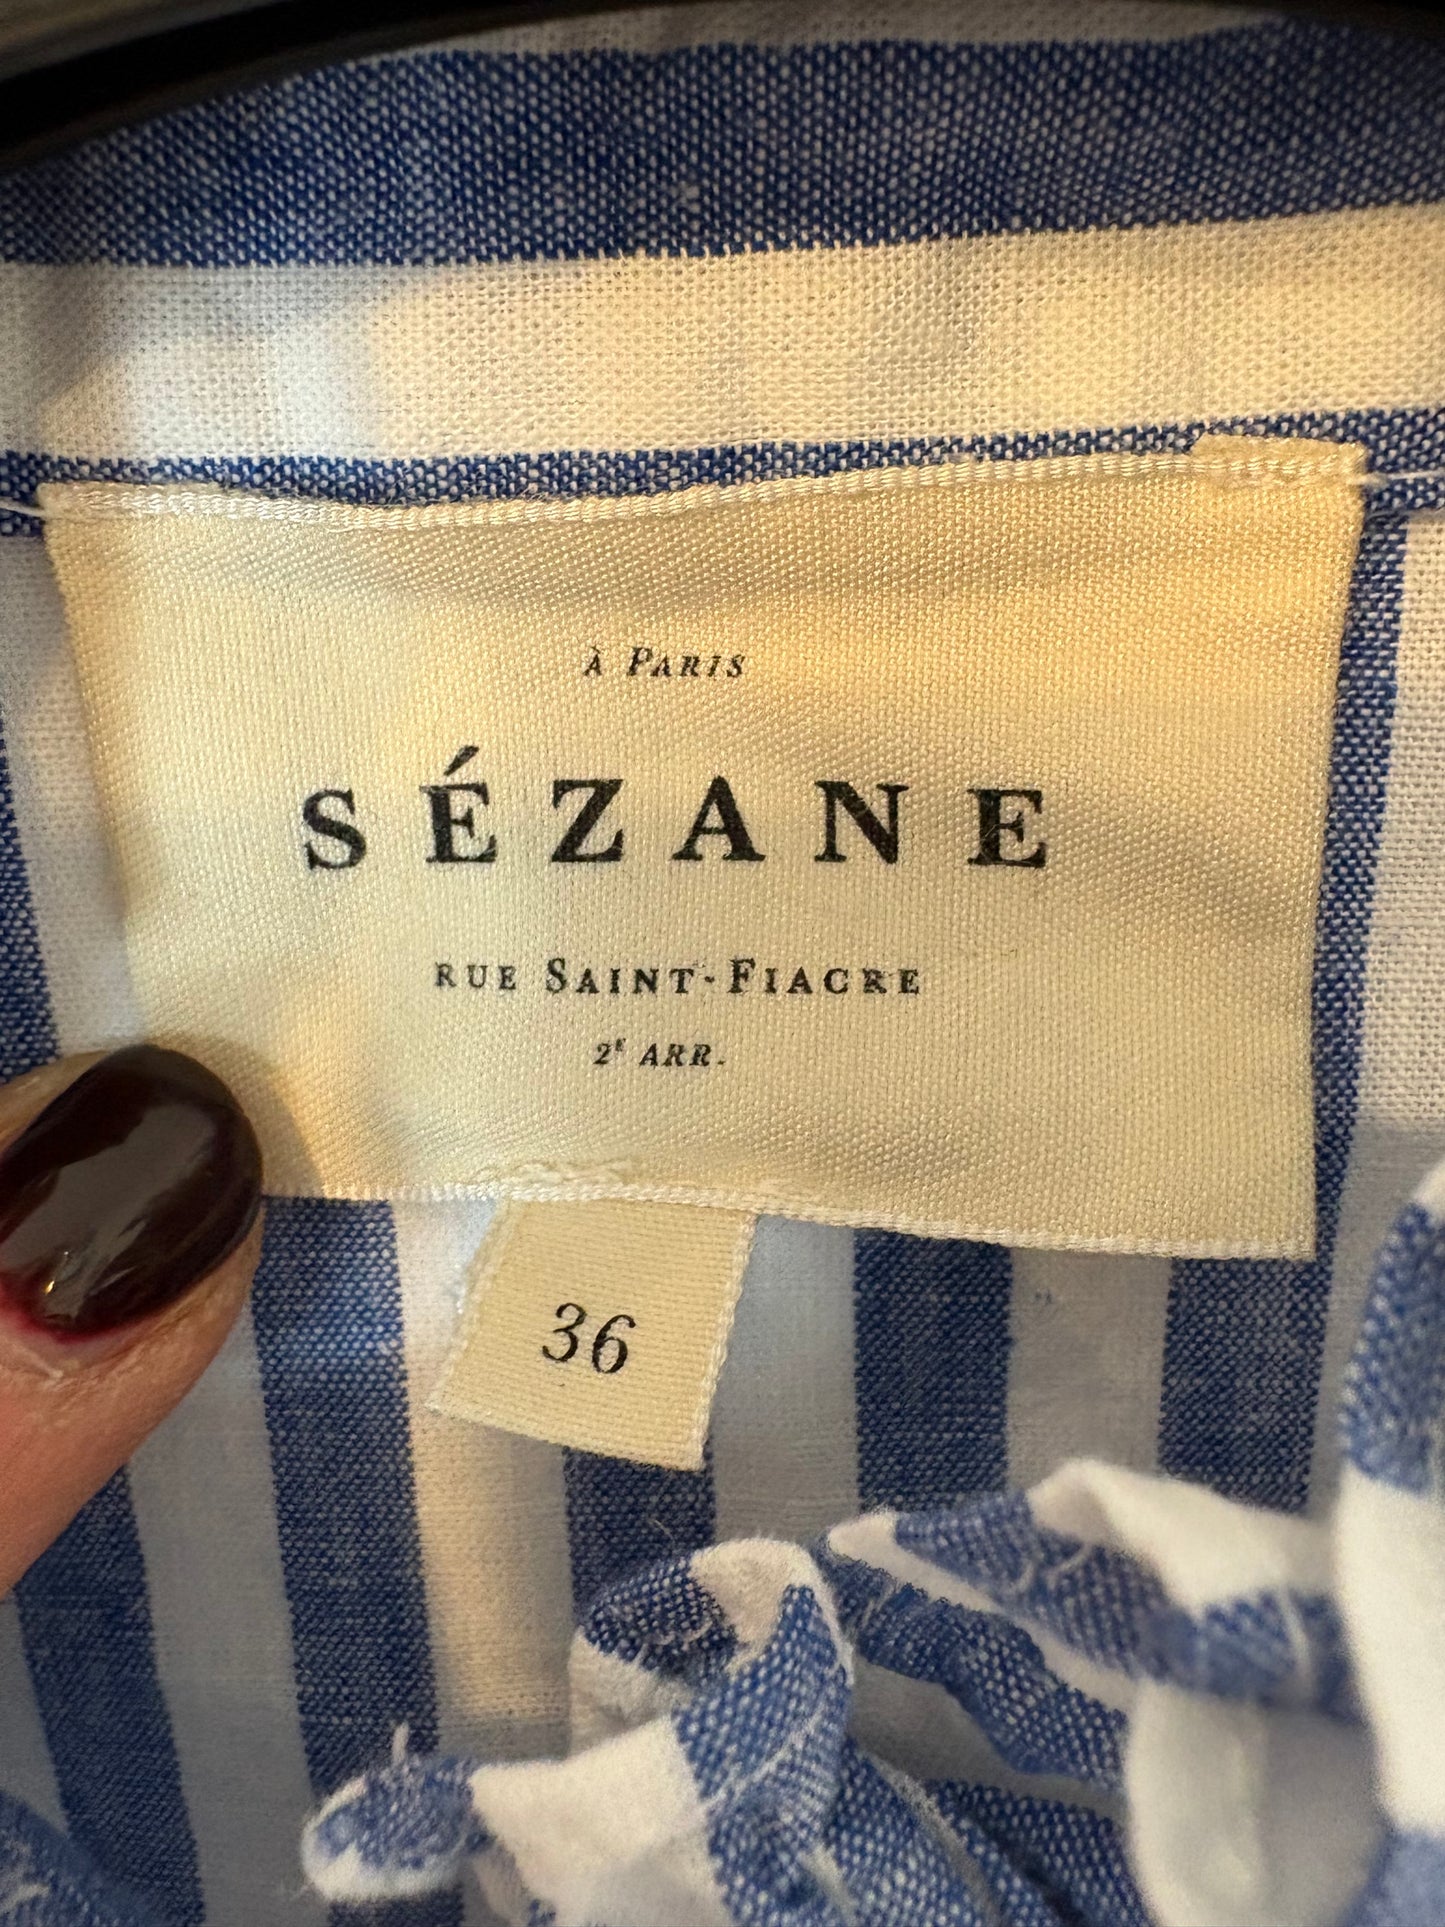 À PARIS
SÉZANE
RUE SAINT-FIACRE
2E ARR.
36